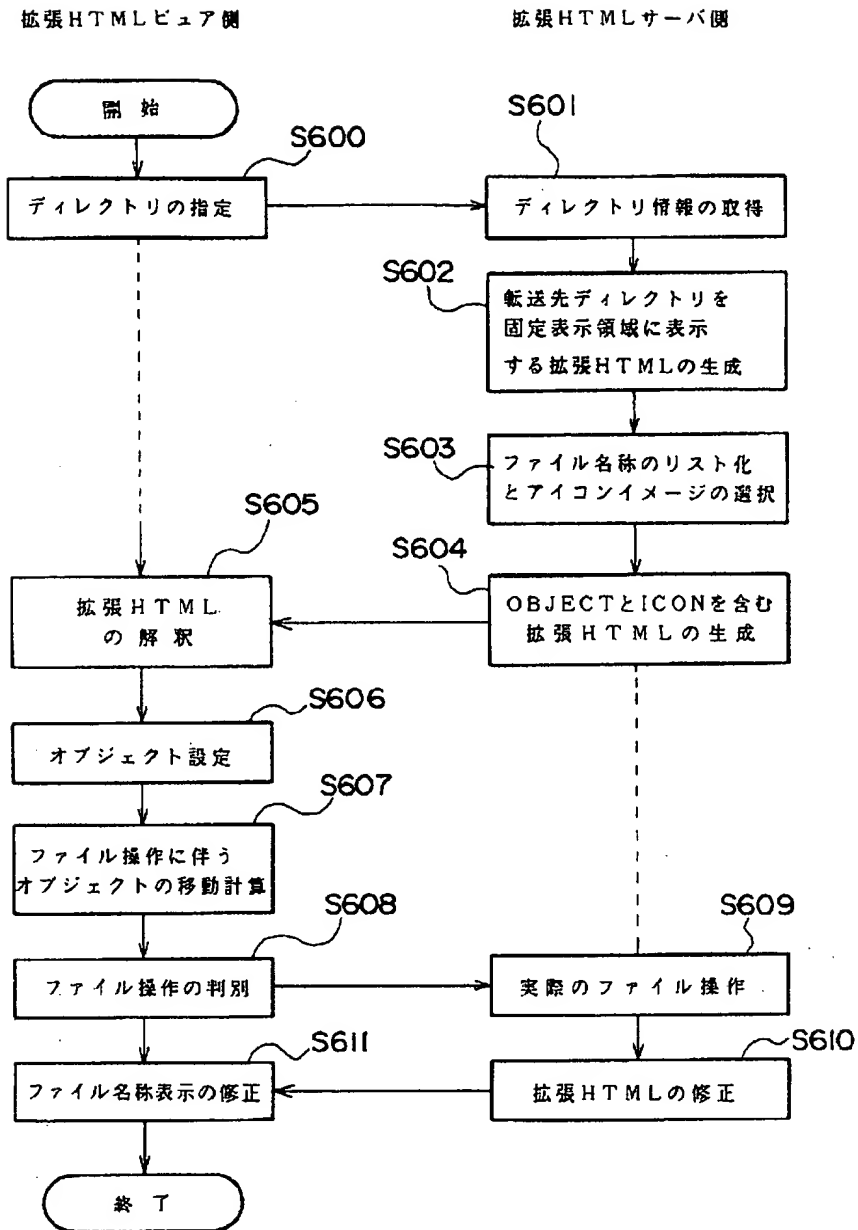 拡張HTMLビュア側
拡張HTMLサーバ側
開始
S600
S601
ディレクトリの指定
ディレクトリ情報の取得
S602
転送先ディレクトリを
固定表示領域に表示
する拡張HTMLの生成
S603
ファイル名称のリスト化
とアイコンイメージの選択
S605
S604
拡張HTML
の解釈
OBJECTとICONを含む
拡張HTMLの生成
S606
オブジェクト設定
S607
ファイル操作に伴う
オブジェクトの移動計算
S608
S609
ファイル操作の判別
実際のファイル操作
S611
S610
ファイル名称表示の修正
拡張HTMLの修正
終了